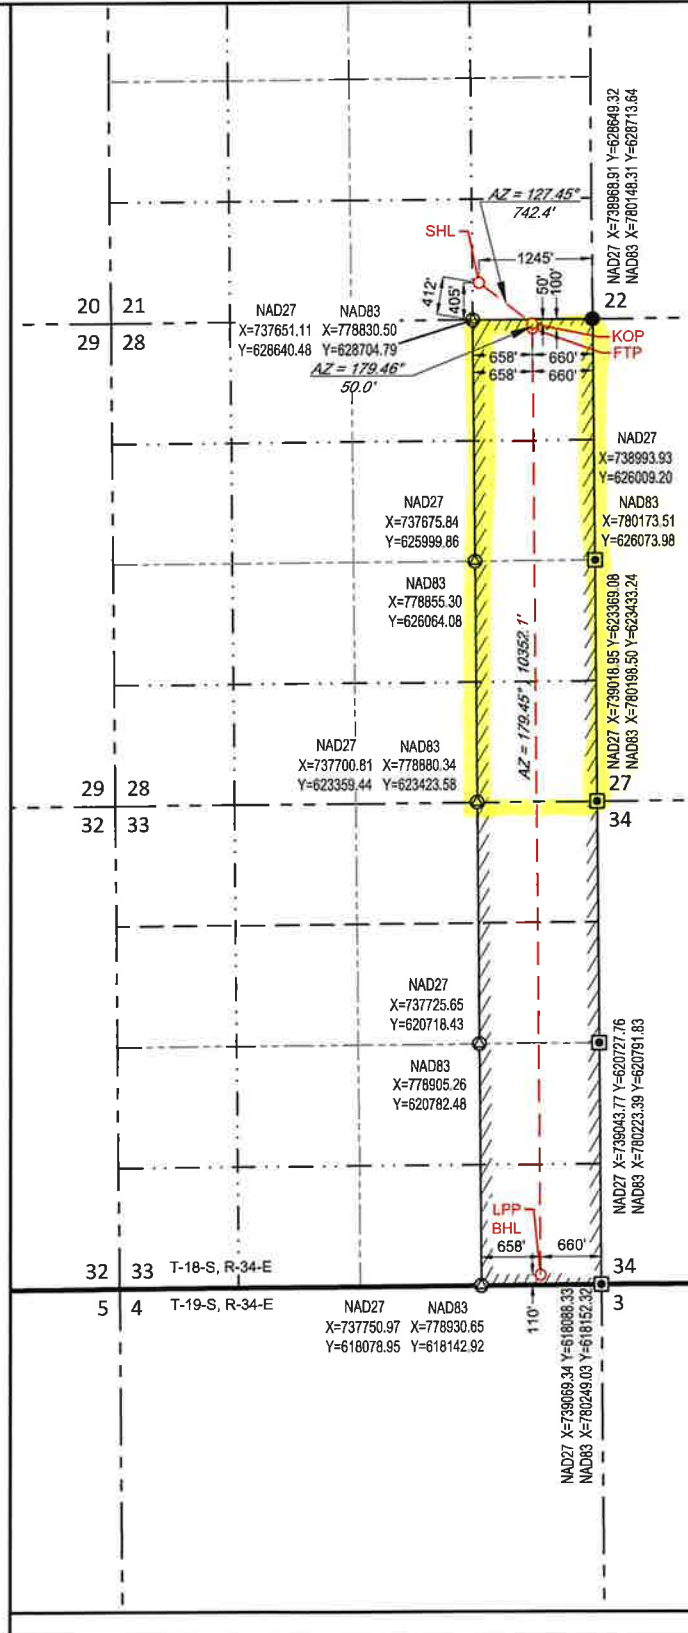 NAD27 X=738968.91 Y=628649.32
NAD83 X=780148.31 Y=628713.64
AZ = 127.45°
742.4'
SHL
1245'
412'
405'
50'
100'
22
20 21
29 28
NAD27 NAD83
X=737651.11 X=778830.50
Y=628640.48 Y=628704.79
AZ = 179.46°
50.0'
KOP
FTP
658' 660'
658' 660'
NAD27
X=738993.93
Y=626009.20
NAD83
X=780173.51
Y=626073.98
NAD27
X=737675.84
Y=625999.86
NAD83
X=778855.30
Y=626064.08
NAD27 X=739018.95 Y=623369.08
NAD83 X=780198.50 Y=623433.24
AZ = 179.45° 10352.1'
NAD27 NAD83
X=737700.81 X=778880.34
Y=623359.44 Y=623423.58
29 28
32 33
27
34
NAD27
X=737725.65
Y=620718.43
NAD83
X=778905.26
Y=620782.48
NAD27 X=739043.77 Y=620727.76
NAD83 X=780223.39 Y=620791.83
LPP
BHL
658' 660'
32 33 T-18-S, R-34-E
34
5 4 T-19-S, R-34-E
3
110'
NAD27 NAD83
X=737750.97 X=778930.65
Y=618078.95 Y=618142.92
NAD27 X=739069.34 Y=618088.33
NAD83 X=780249.03 Y=618152.32